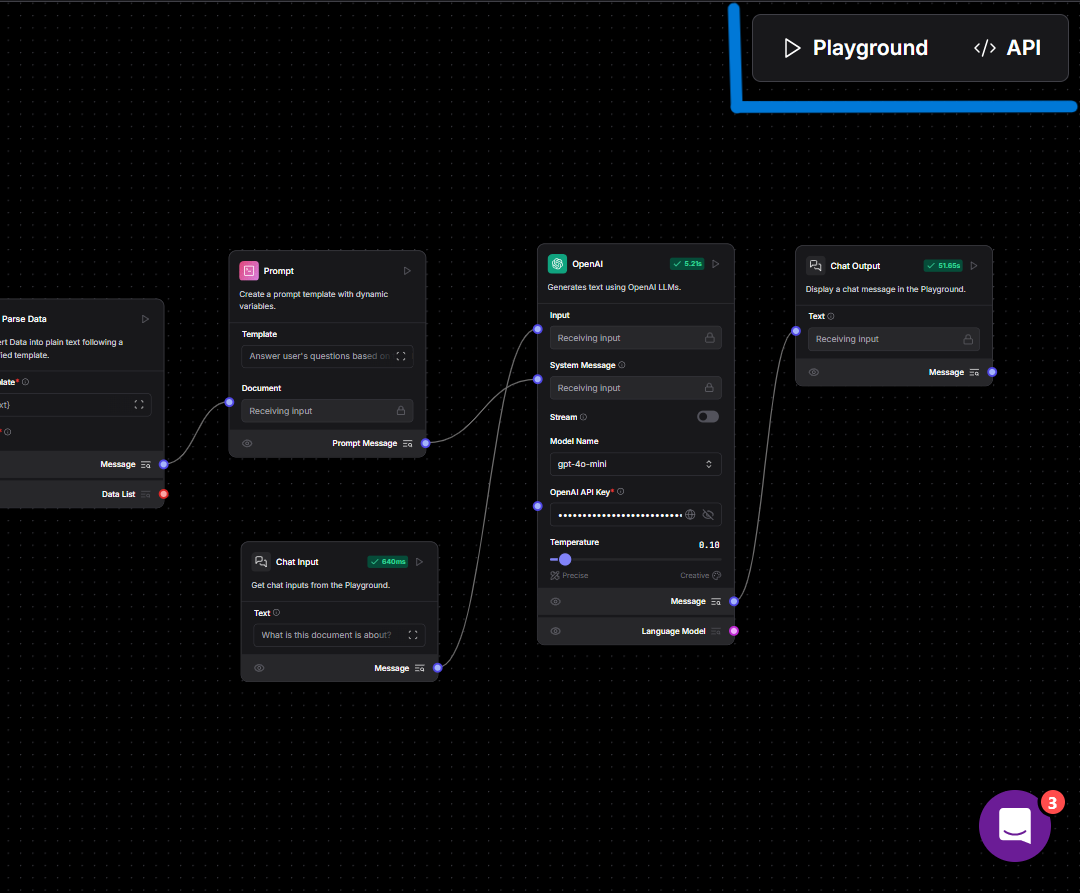 Playground
</> API
Parse Data
ert Data into plain text following a
fied template.
late*
xt}
*
Message
Data List
Prompt
Create a prompt template with dynamic
variables.
Template
Answer user's questions based on
Document
Receiving input
Prompt Message
Chat Input
640ms
Get chat inputs from the Playground.
Text
What is this document is about?
Message
OpenAI
5.21s
Generates text using OpenAI LLMs.
Input
Receiving input
System Message
Receiving input
Stream
Model Name
gpt-4o-mini
OpenAI API Key*
Temperature
0.10
Precise
Creative
Message
Language Model
Chat Output
51.65s
Display a chat message in the Playground.
Text
Receiving input
Message
3